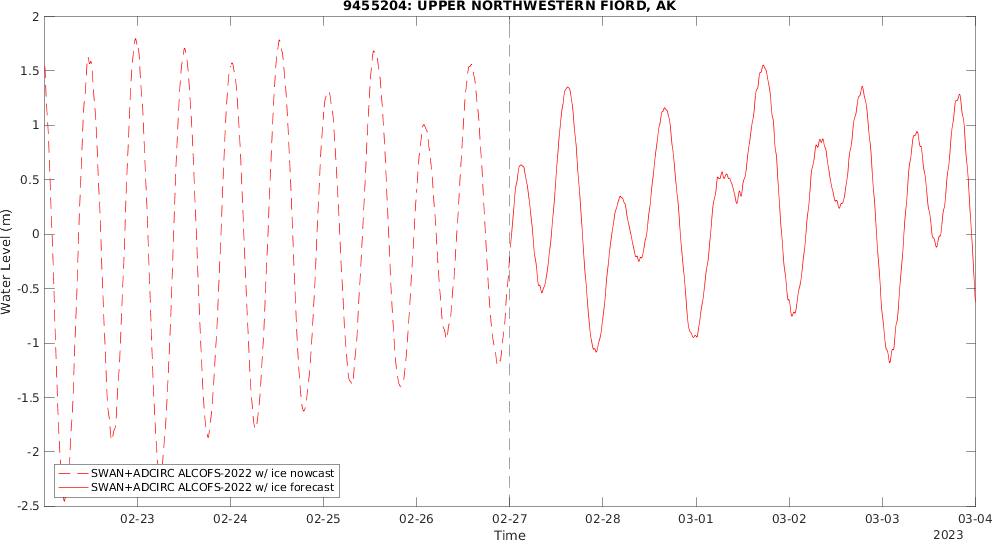 9455204: UPPER NORTHWESTERN FIORD, AK
2
1.5
1
0.5
0
-0.5
-1
-1.5
-2
-2.5
Water Level (m)
SWAN+ADCIRC ALCOFS-2022 w/ ice nowcast
SWAN+ADCIRC ALCOFS-2022 w/ ice forecast
02-23 02-24 02-25 02-26 02-27 02-28 03-01 03-02 03-03 03-04
Time
2023